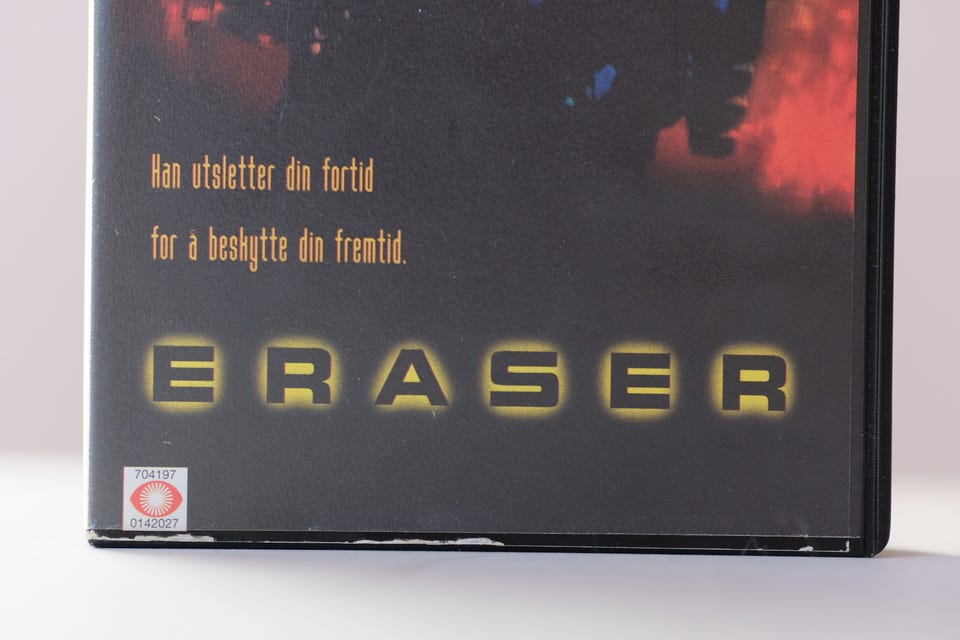 Han utsletter din fortid
for å beskytte din fremtid.
ERASER
704197
0142027